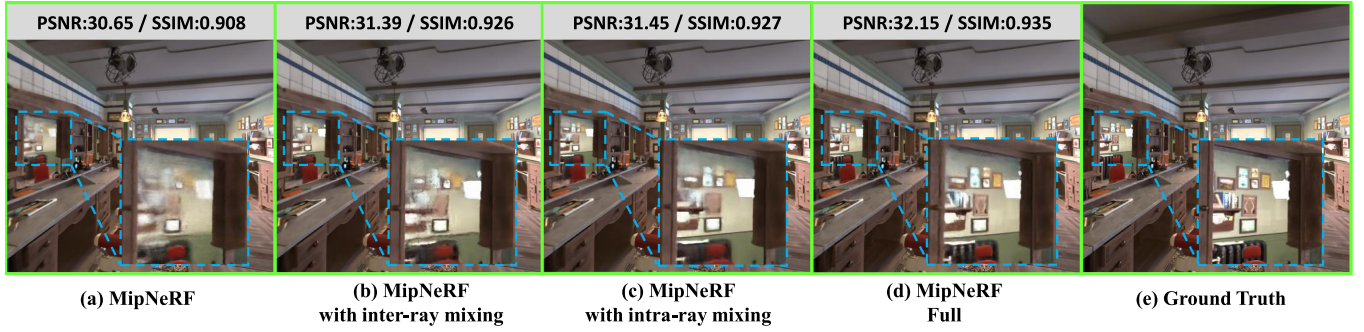 PSNR:30.65 / SSIM:0.908
PSNR:31.39 / SSIM:0.926
PSNR:31.45 / SSIM:0.927
PSNR:32.15 / SSIM:0.935
(a) MipNeRF
(b) MipNeRF
with inter-ray mixing
(c) MipNeRF
with intra-ray mixing
(d) MipNeRF
Full
(e) Ground Truth